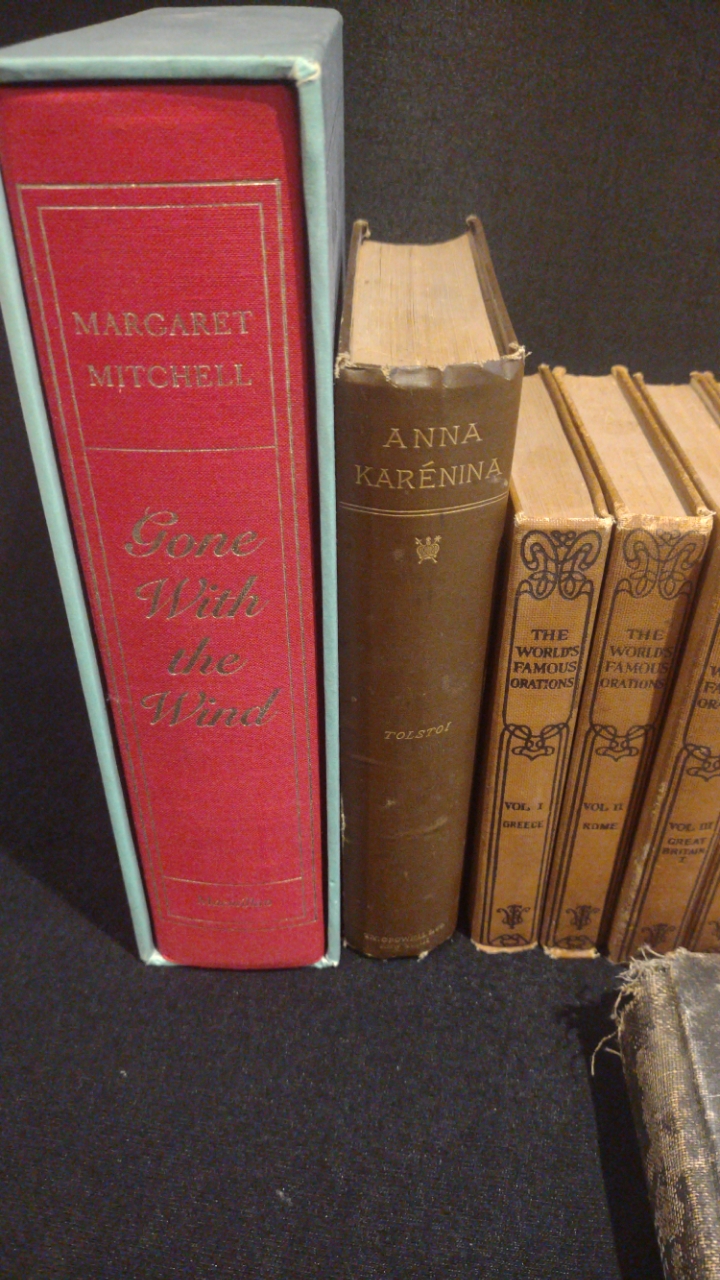 MARGARET
MITCHELL
Gone
With
the
Wind
Macmillan
ANNA
KARÉNINA
TOLSTOI
THE
WORLD'S
FAMOUS
ORATIONS
VOL. I
GREECE
THE
WORLD'S
FAMOUS
ORATIONS
VOL. II
ROME
VOL. III
GREAT
BRITAIN
I